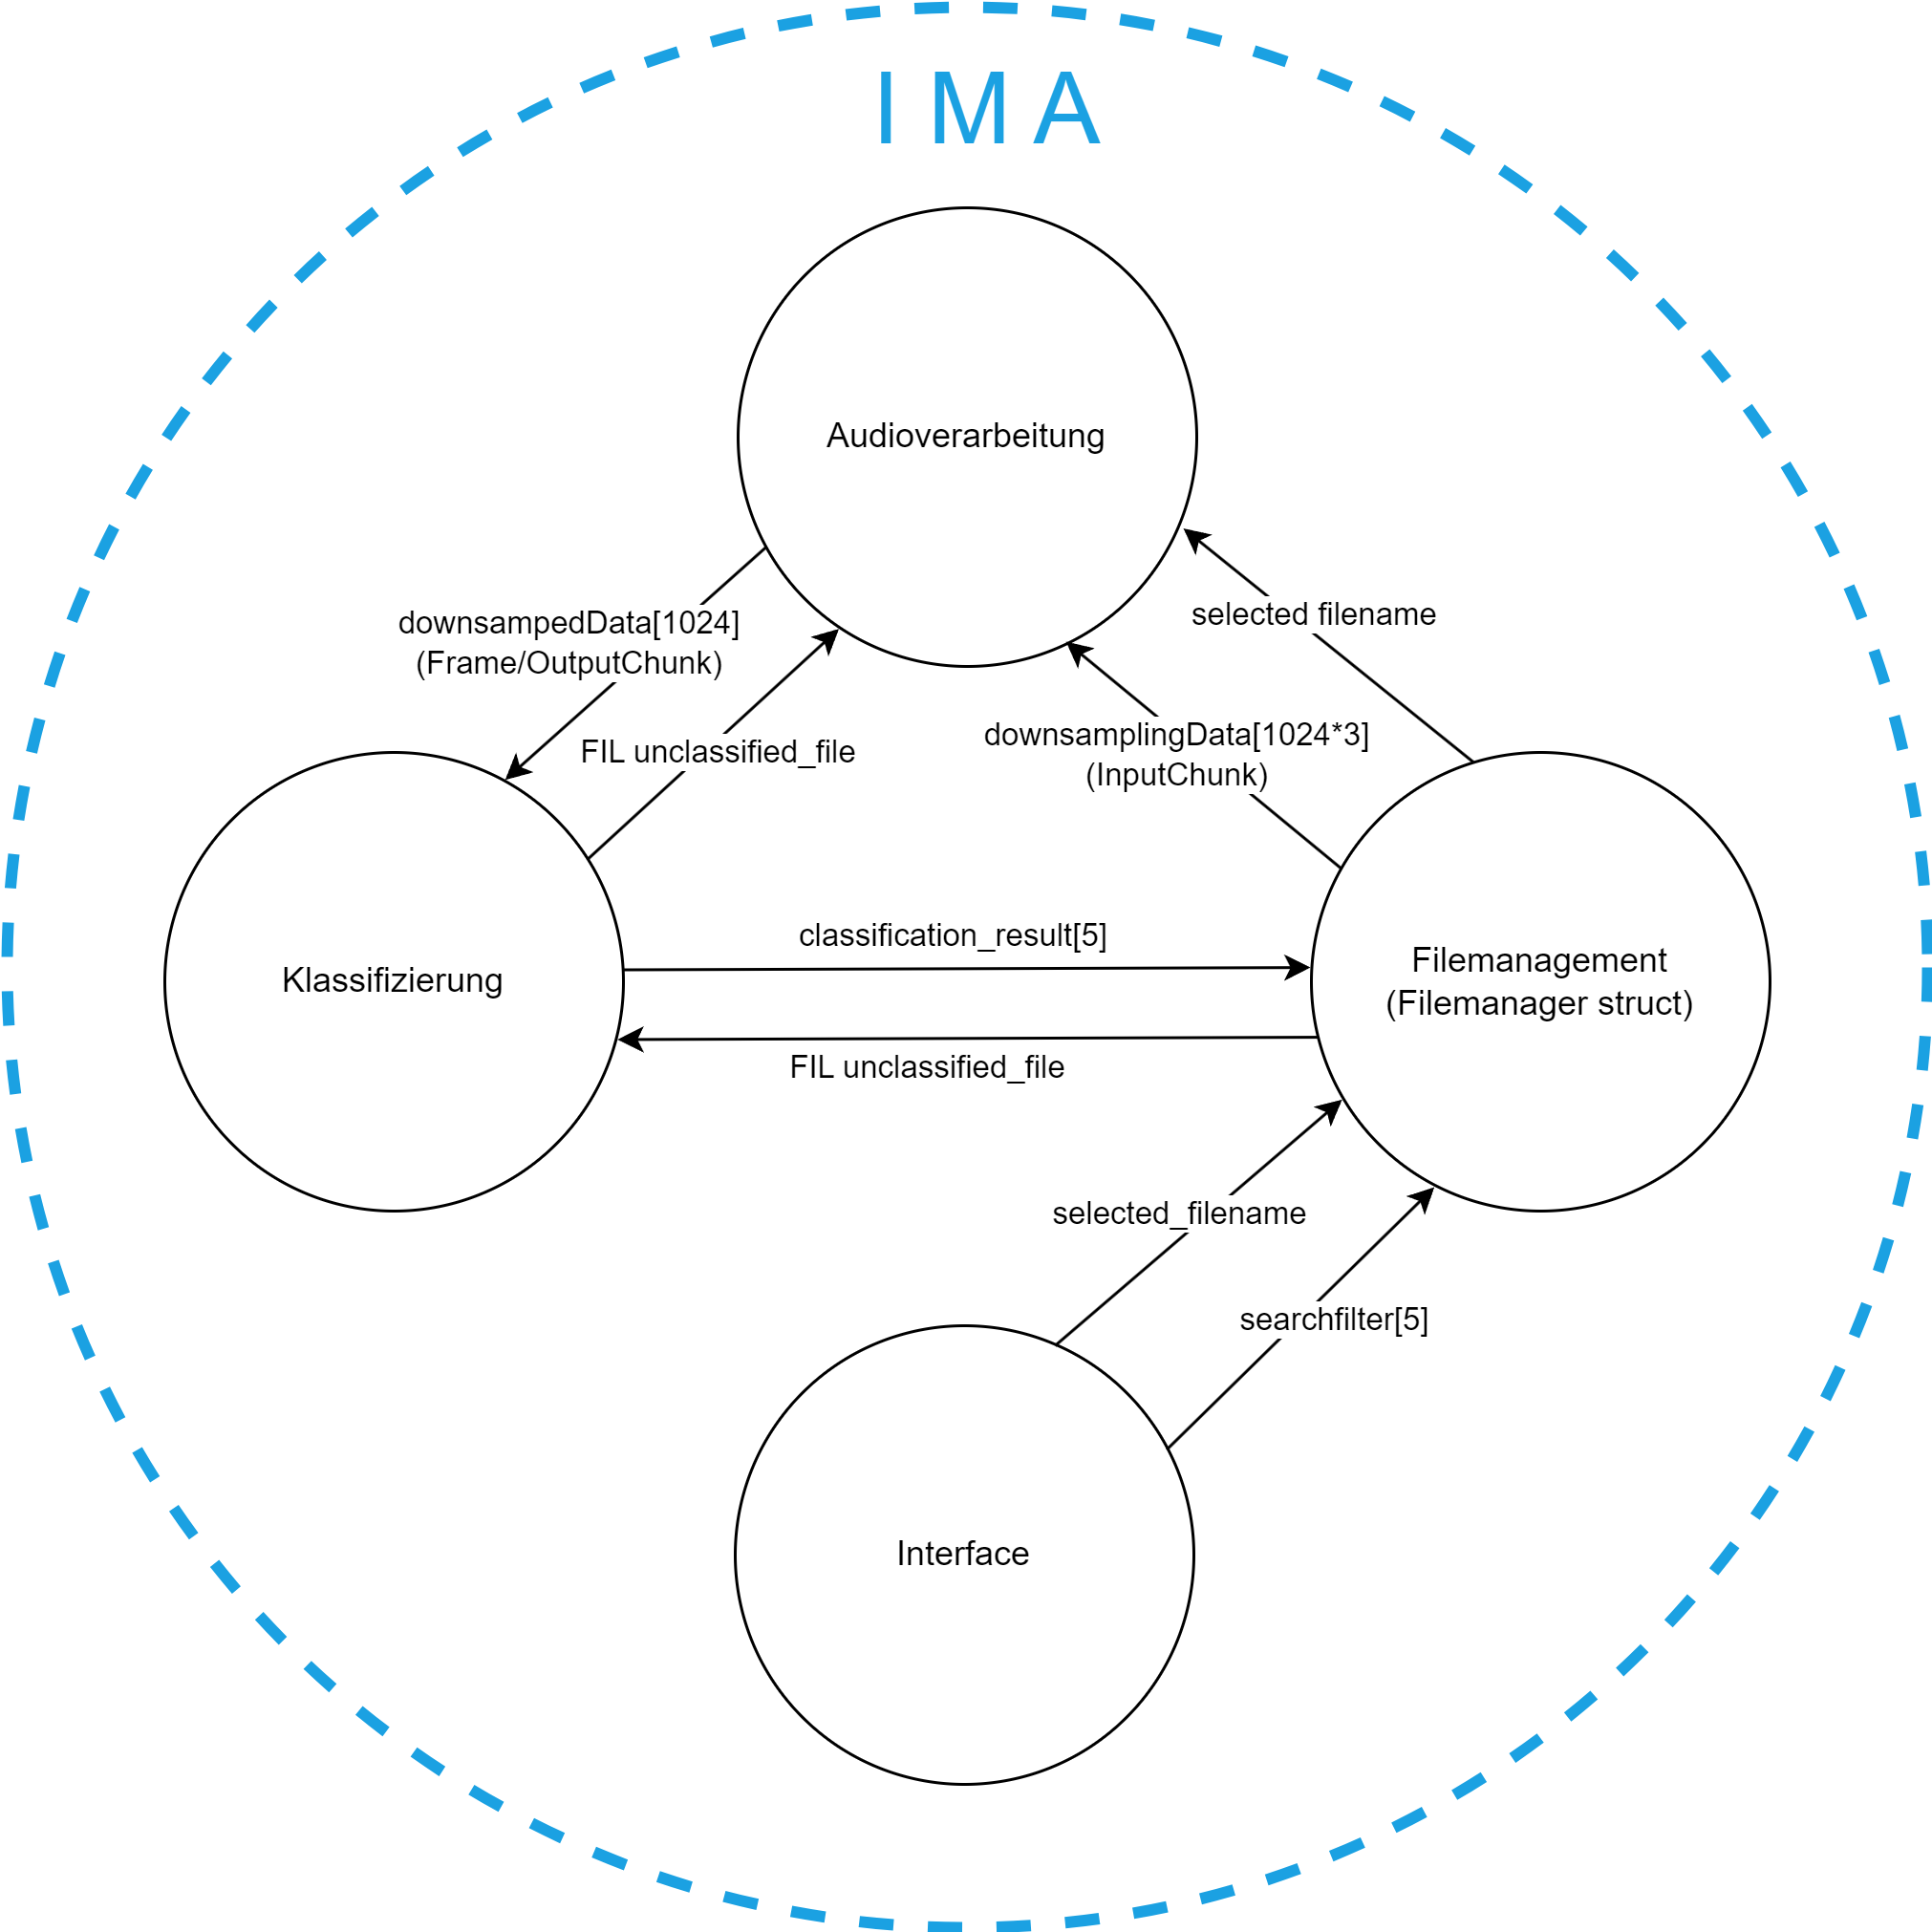 I M A
Audioverarbeitung
downsampedData[1024]
(Frame/OutputChunk)
selected filename
FIL unclassified_file
downsamplingData[1024*3]
(InputChunk)
classification_result[5]
Klassifizierung
Filemanagement
(Filemanager struct)
FIL unclassified_file
selected_filename
searchfilter[5]
Interface